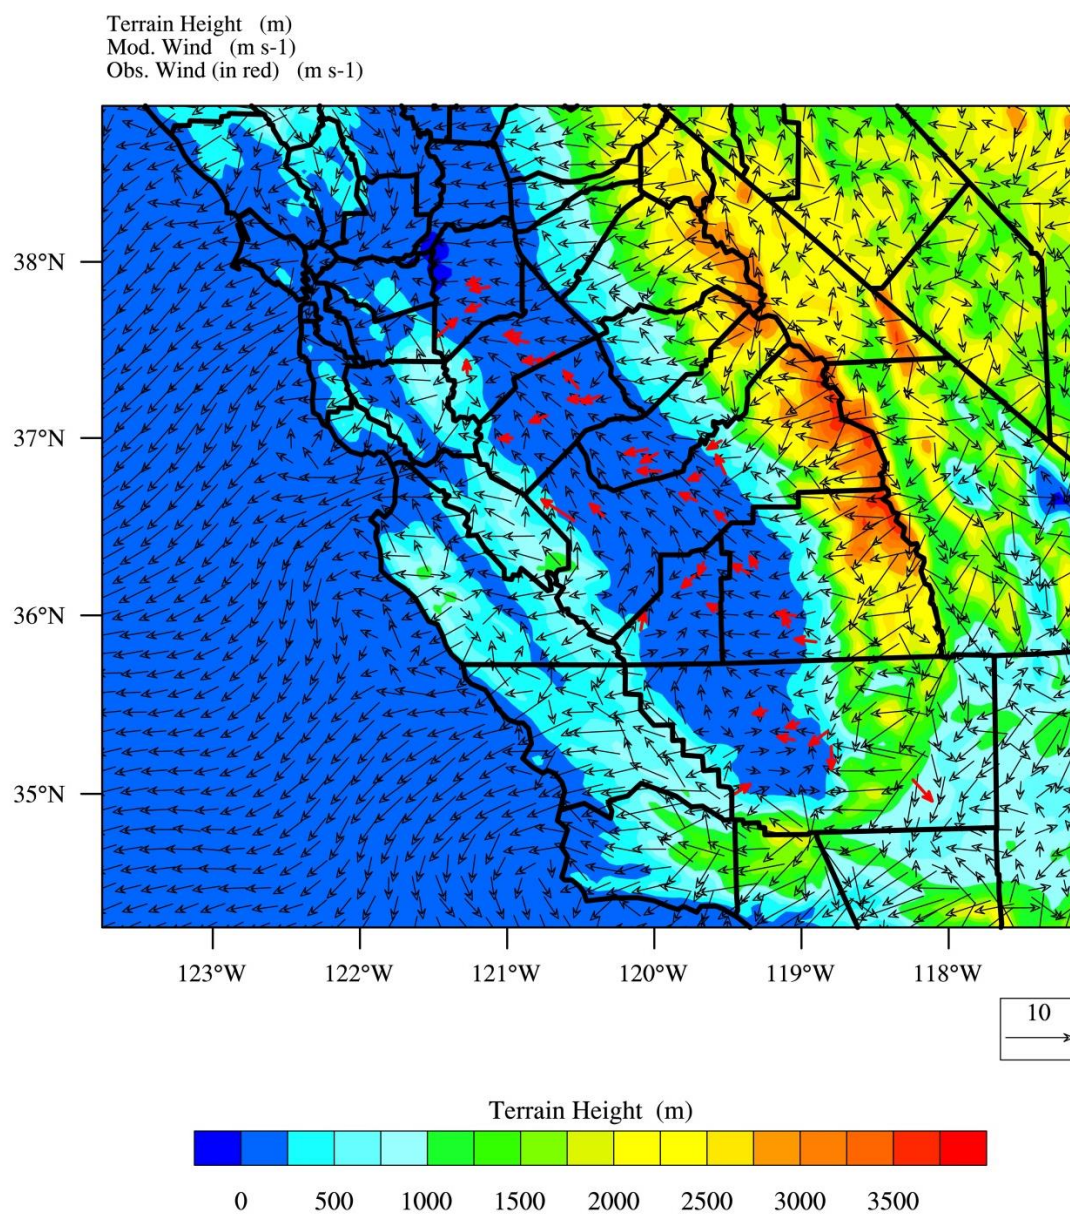 Terrain Height (m)
Mod. Wind (m s-1)
Obs. Wind (in red) (m s-1)
38°N
37°N
36°N
35°N
123°W 122°W 121°W 120°W 119°W 118°W
10
Terrain Height (m)
0 500 1000 1500 2000 2500 3000 3500